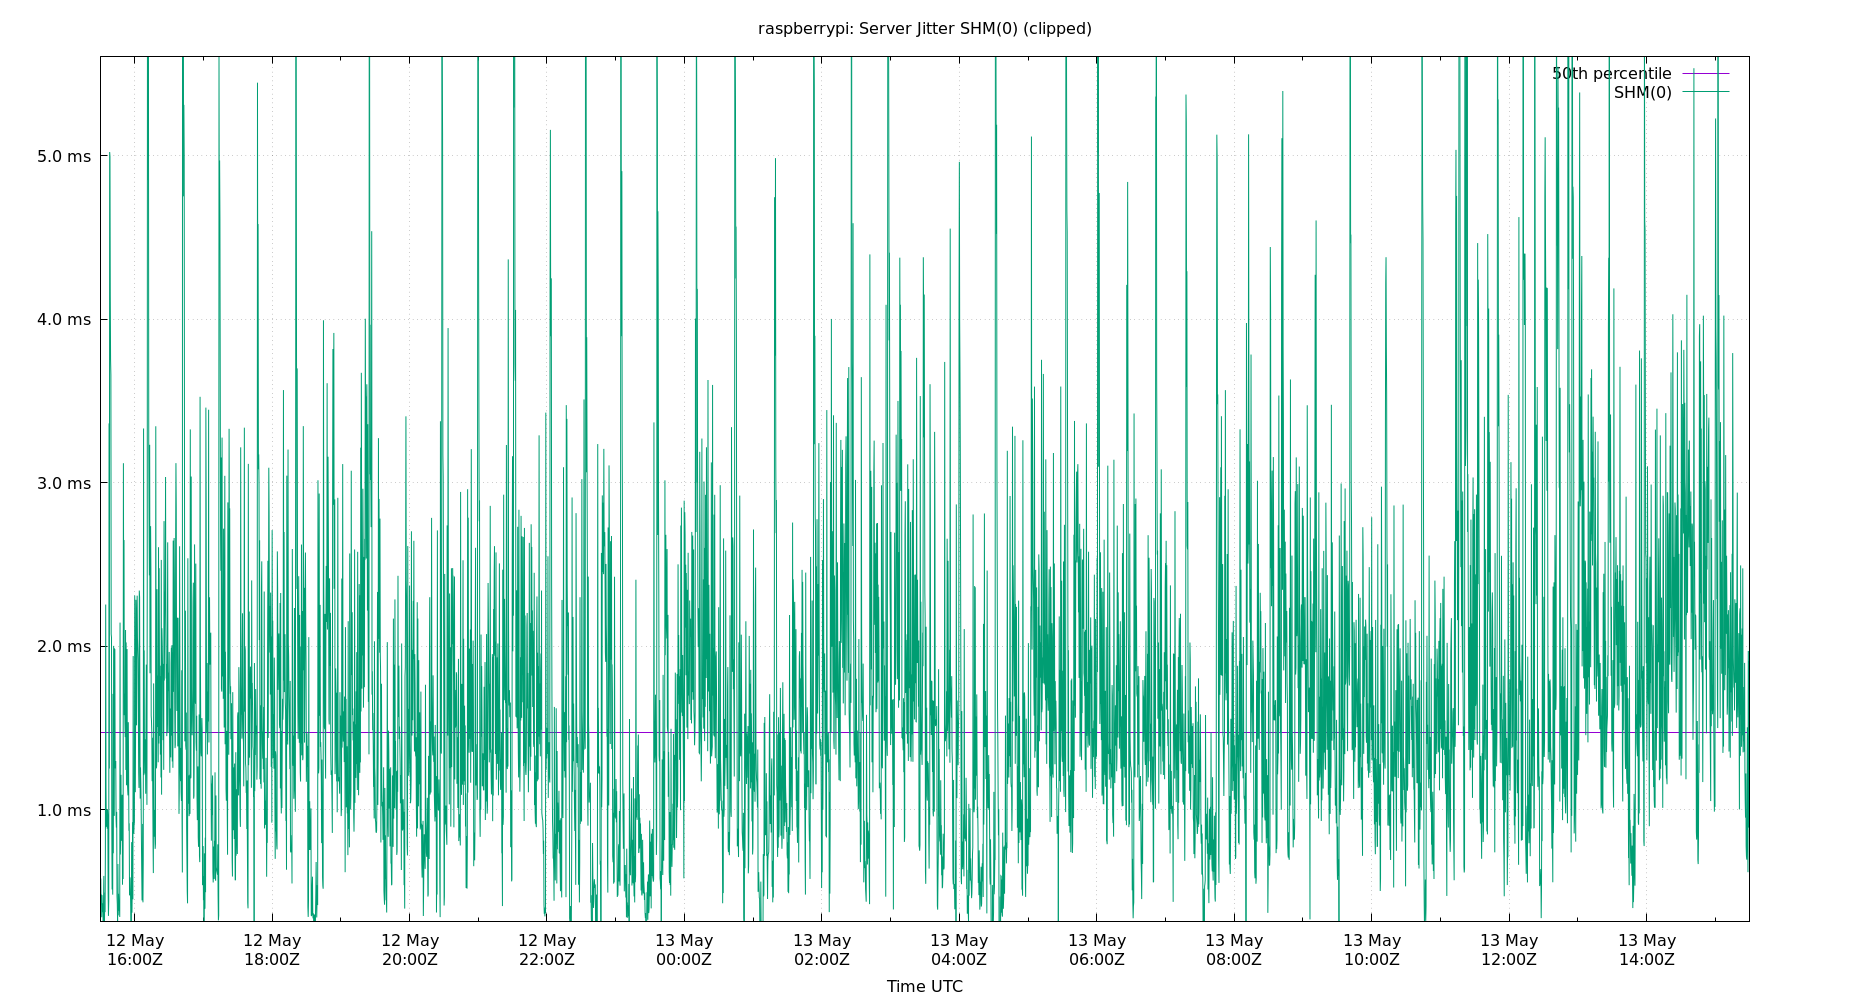 raspberrypi: Server Jitter SHM(0) (clipped)
50th percentile
SHM(0)
5.0 ms
4.0 ms
3.0 ms
2.0 ms
1.0 ms
12 May 12 May 12 May 12 May 13 May 13 May 13 May 13 May 13 May 13 May 13 May 13 May
16:00Z 18:00Z 20:00Z 22:00Z 00:00Z 02:00Z 04:00Z 06:00Z 08:00Z 10:00Z 12:00Z 14:00Z
Time UTC